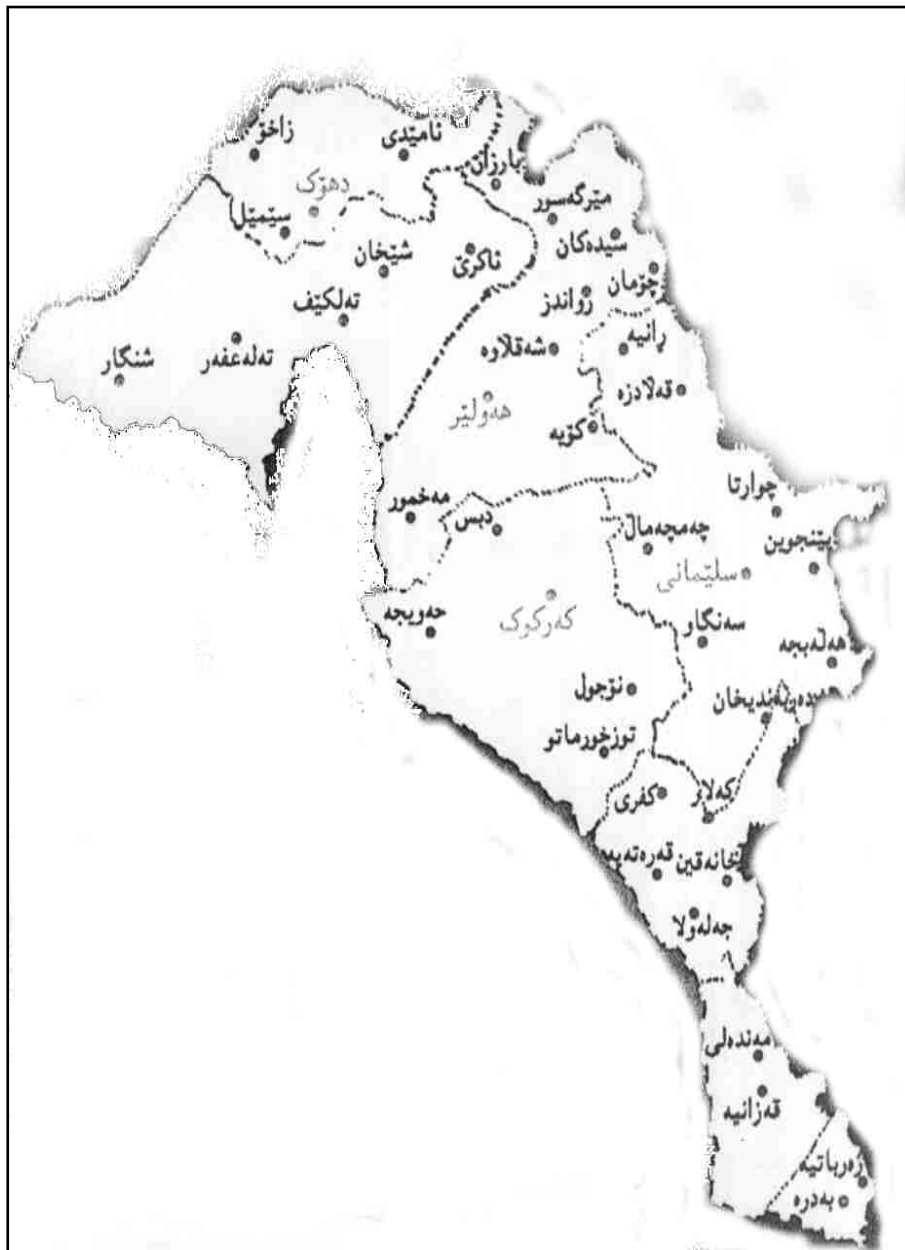 زاخۆ
ئامێدی
بارزان
دهۆک
سێمێل
مێرگەسور
سیدەکان
شێخان
ئاکرێ
چۆمان
ڕواندز
تەلکێف
تەلەعفەر
شنگار
شەقلاوە
ڕانیە
قەلادزە
هەولێر
کۆیە
چوارتا
مەخمور
دبس
چەمچەماڵ
پێنجوین
سلێمانی
کەرکوک
حەویجە
سەنگاو
هەڵەبجە
نۆجول
دەربەندیخان
توزخورماتو
کفری
کەلار
قەرەتەپە
خانەقین
جەلەولا
مەندەلی
قەزانیە
زەرباتیە
بەدرە